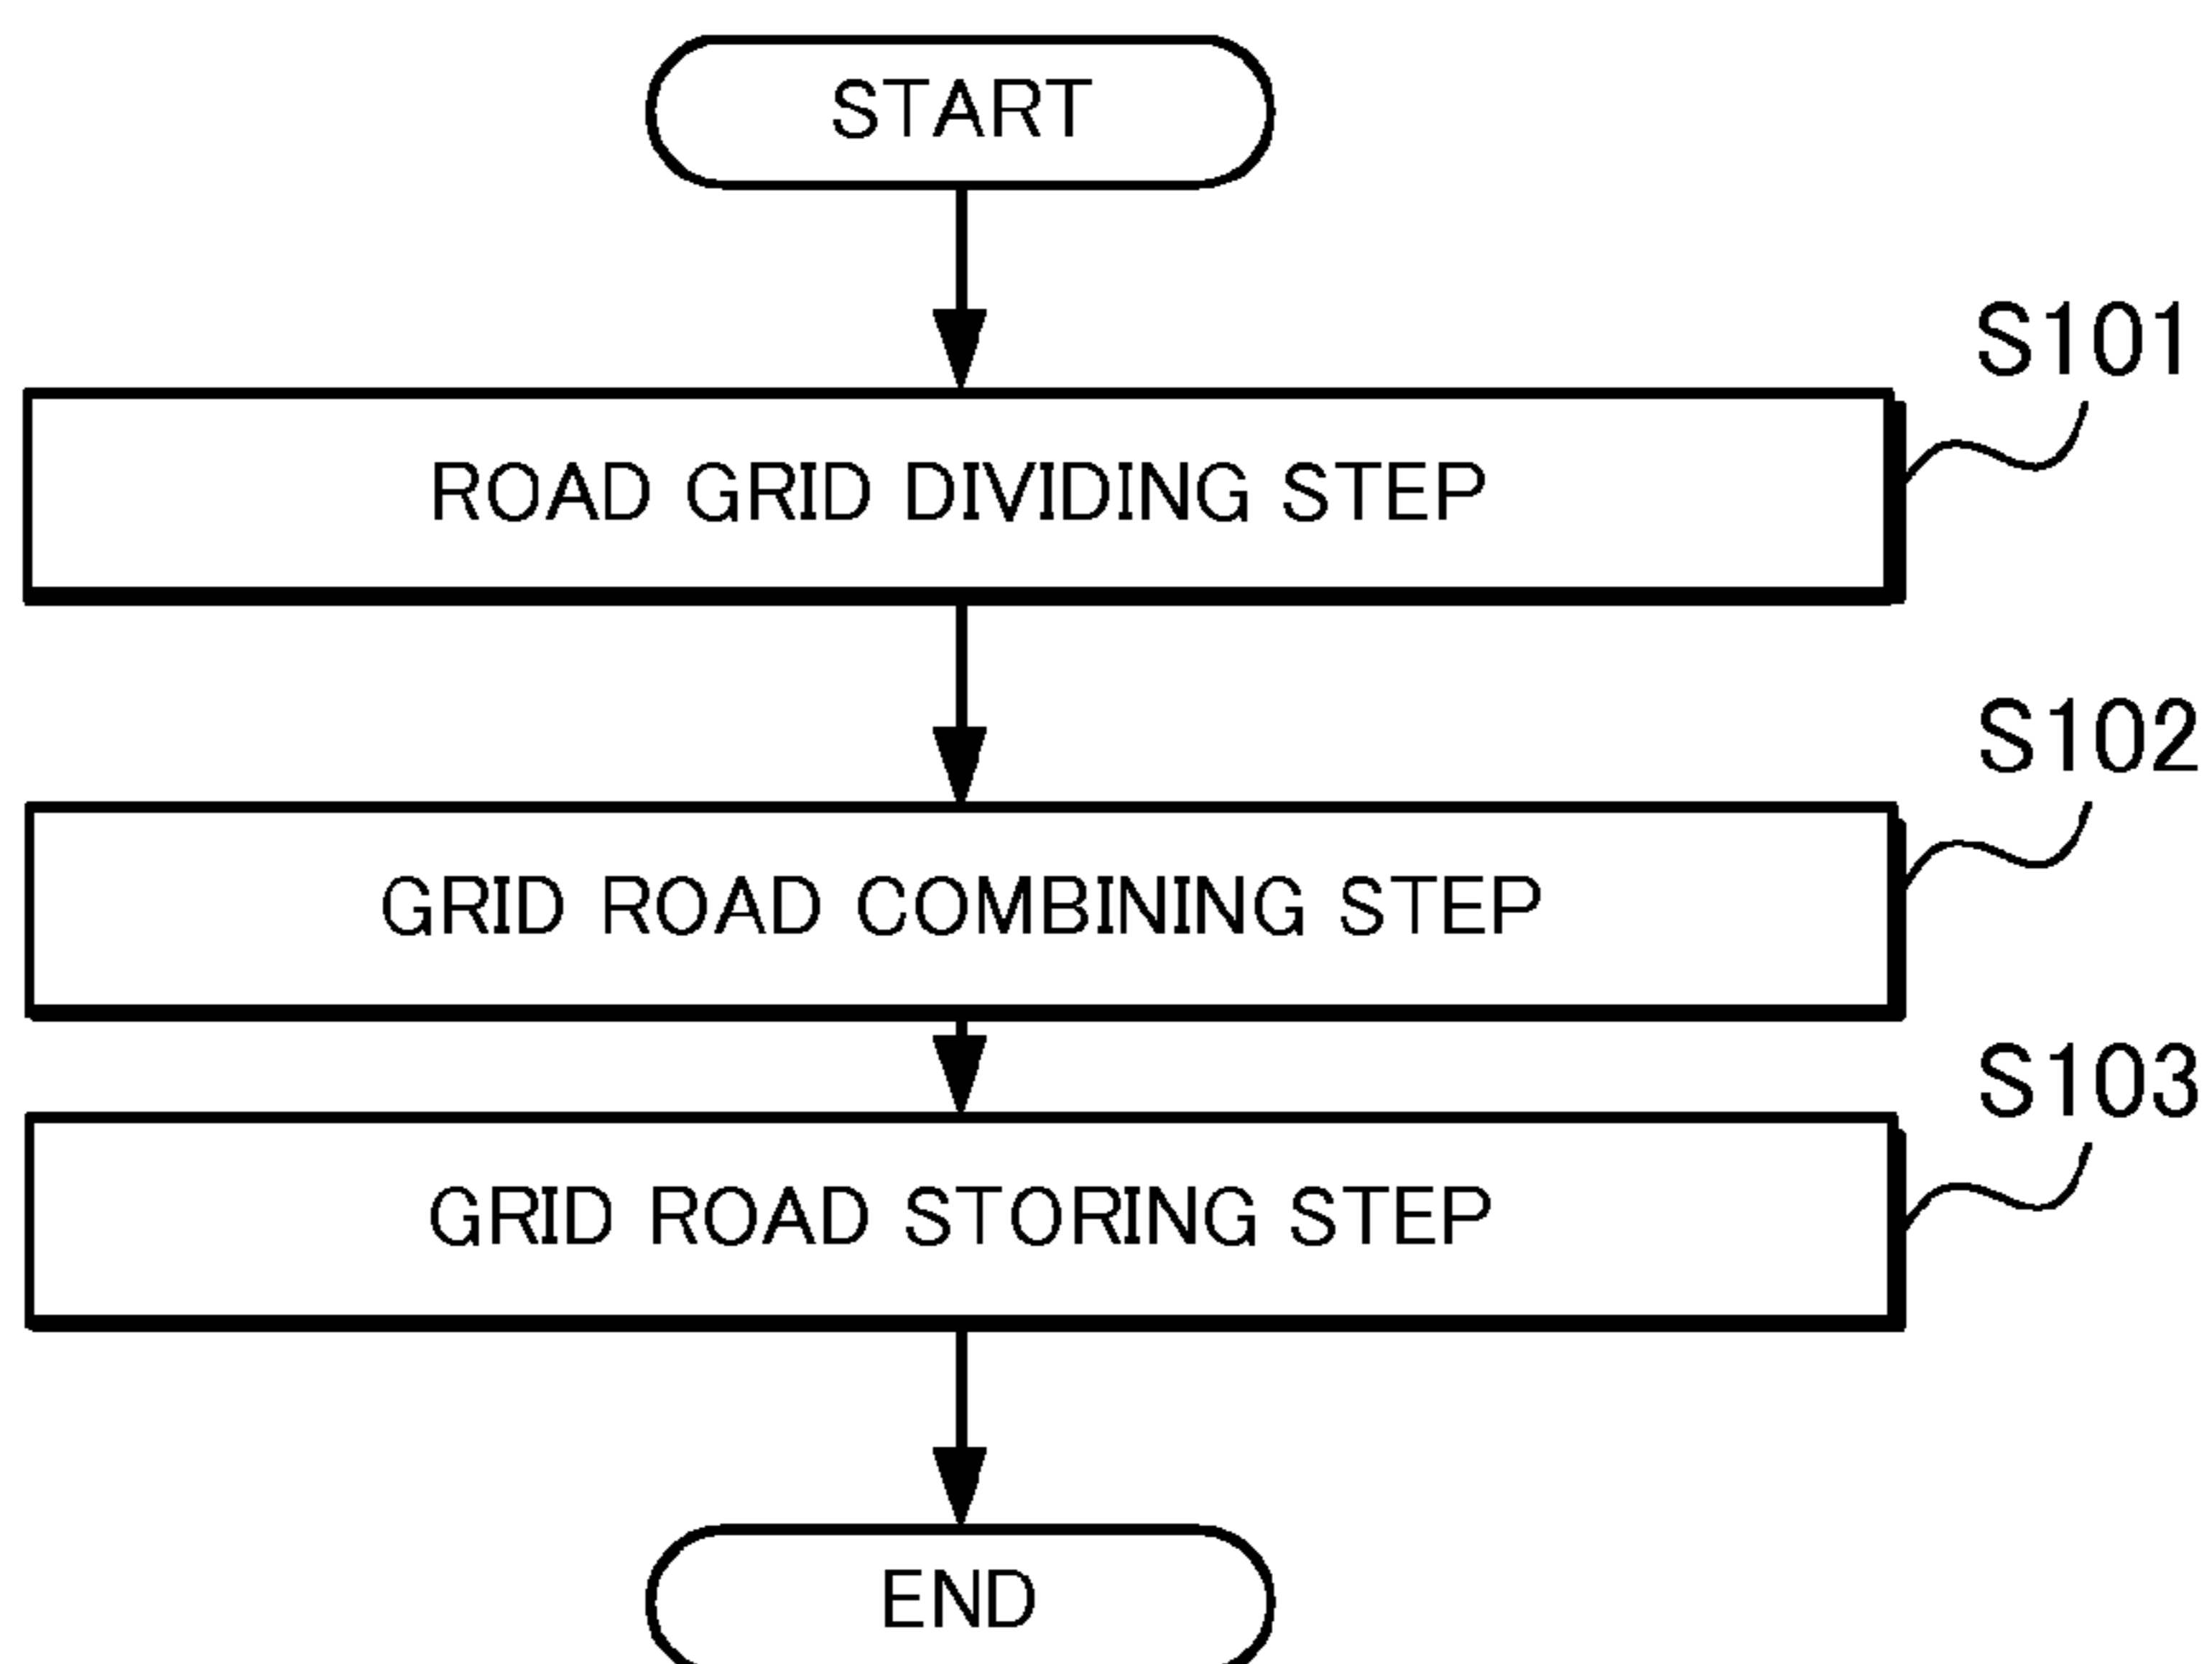 START
S101
ROAD GRID DIVIDING STEP
S102
GRID ROAD COMBINING STEP
S103
GRID ROAD STORING STEP
END